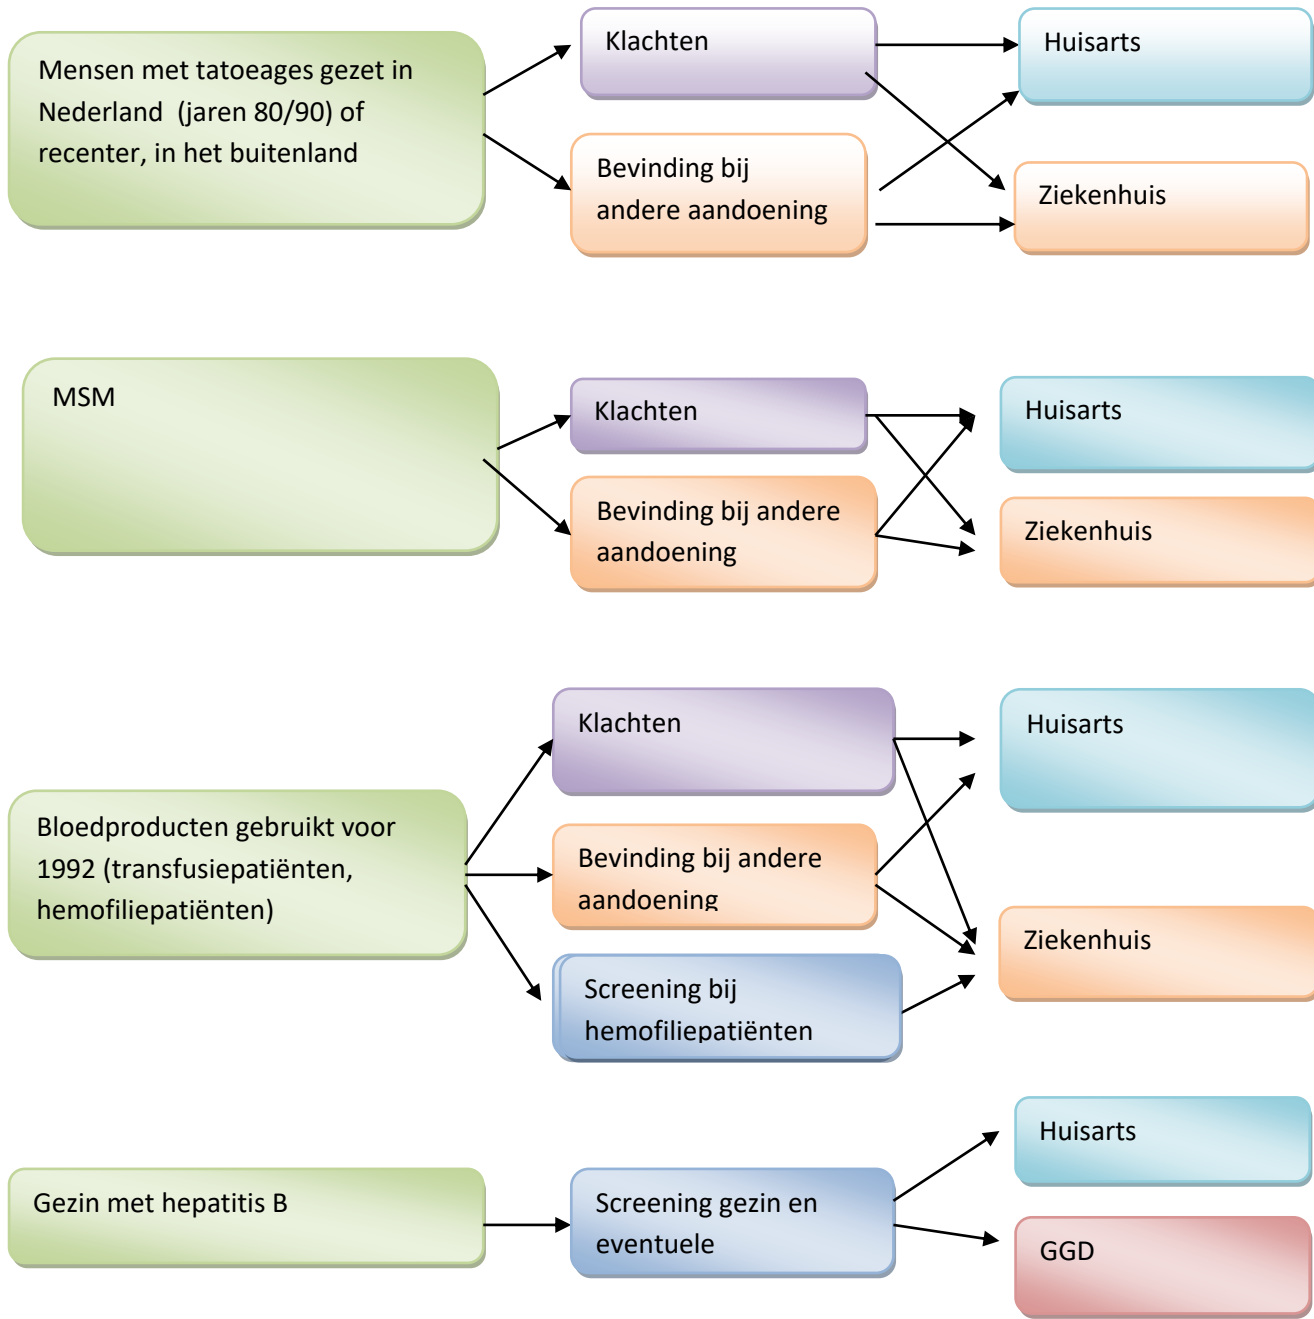 Mensen met tatoeages gezet in
Nederland  (jaren 80/90) of
recenter, in het buitenland
Klachten
Bevinding bij
andere aandoening
Huisarts
Ziekenhuis
MSM
Klachten
Bevinding bij andere
aandoening
Huisarts
Ziekenhuis
Bloedproducten gebruikt voor
1992 (transfusiepatiënten,
hemofiliepatiënten)
Klachten
Bevinding bij andere
aandoening
Screening bij
hemofiliepatiënten
Huisarts
Ziekenhuis
Gezin met hepatitis B
Screening gezin en
eventuele
Huisarts
GGD